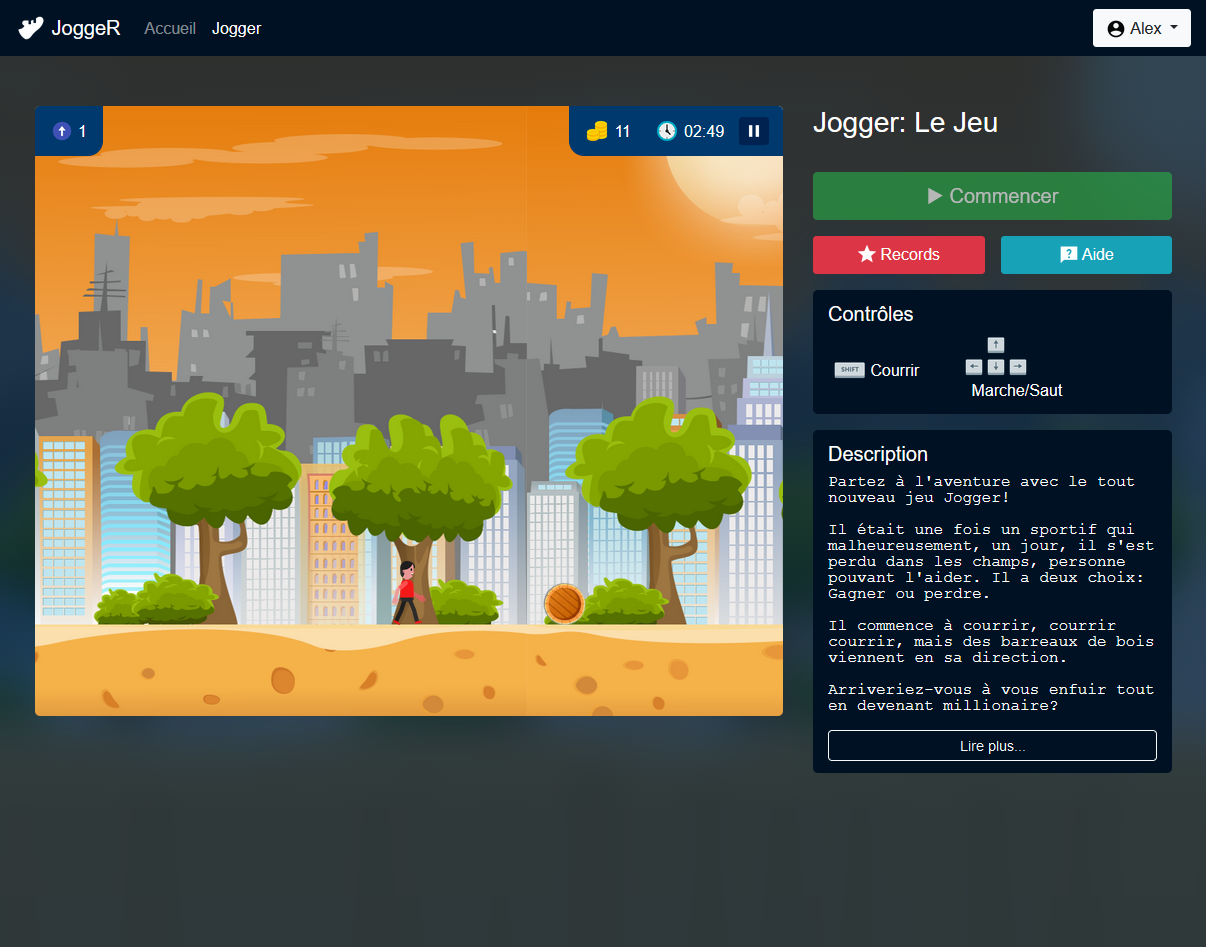 JoggeR
Accueil
Jogger
Alex
1
11
02:49
Jogger: Le Jeu
Commencer
Records
Aide
Contrôles
SHIFT Courrir
Marche/Saut
Description
Partez à l'aventure avec le tout
nouveau jeu Jogger!
Il était une fois un sportif qui
malheureusement, un jour, il s'est
perdu dans les champs, personne
pouvant l'aider. Il a deux choix:
Gagner ou perdre.
Il commence à courrir, courrir
courrir, mais des barreaux de bois
viennent en sa direction.
Arriveriez-vous à vous enfuir tout
en devenant millionaire?
Lire plus...